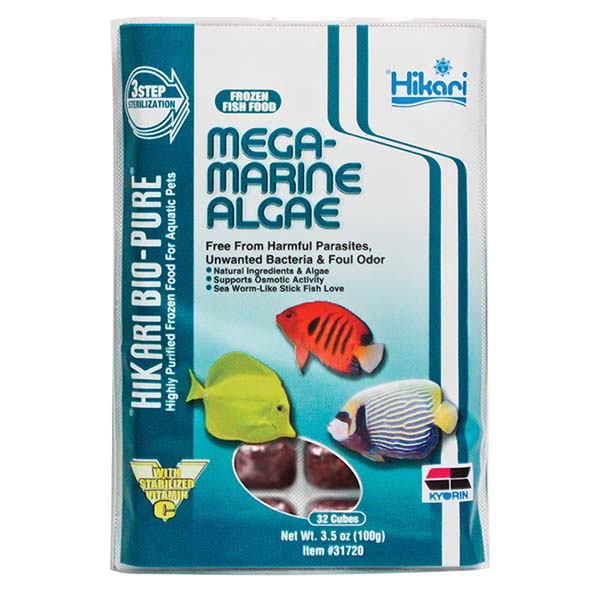 3 STEP
STERILIZATION
Hikari®
FROZEN
FISH FOOD
MEGA-
MARINE
ALGAE
Free From Harmful Parasites,
Unwanted Bacteria & Foul Odor
• Natural Ingredients & Algae
• Supports Osmotic Activity
• Sea Worm-Like Stick Fish Love
HIKARI BIO-PURE®
Highly Purified Frozen Food For Aquatic Pets
WITH
STABILIZED
VITAMIN
C
KYORIN
32 Cubes
Net Wt. 3.5 oz (100g)
Item #31720